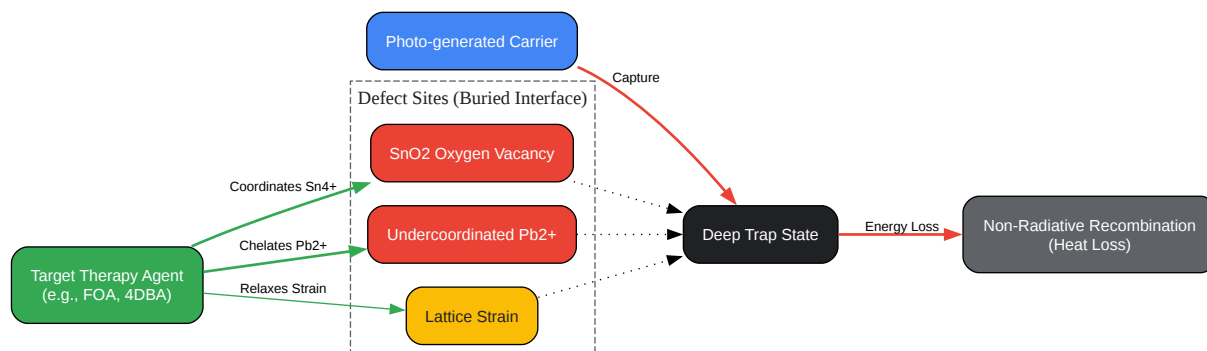 Photo-generated Carrier
Capture
Defect Sites (Buried Interface)
SnO2 Oxygen Vacancy
Coordinates Sn4+
Undercoordinated Pb2+
Chelates Pb2+
Deep Trap State
Energy Loss
Non-Radiative Recombination
(Heat Loss)
Target Therapy Agent
(e.g., FOA, 4DBA)
Relaxes Strain
Lattice Strain